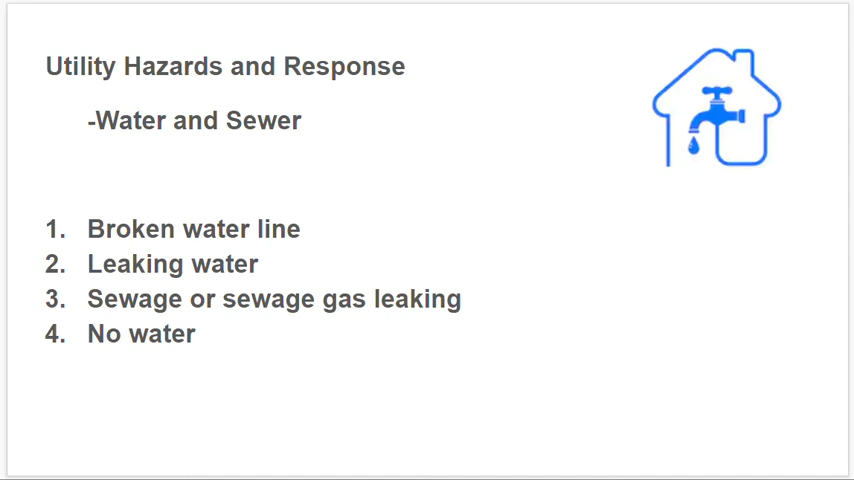 Utility Hazards and Response
-Water and Sewer
1. Broken water line
2. Leaking water
3. Sewage or sewage gas leaking
4. No water